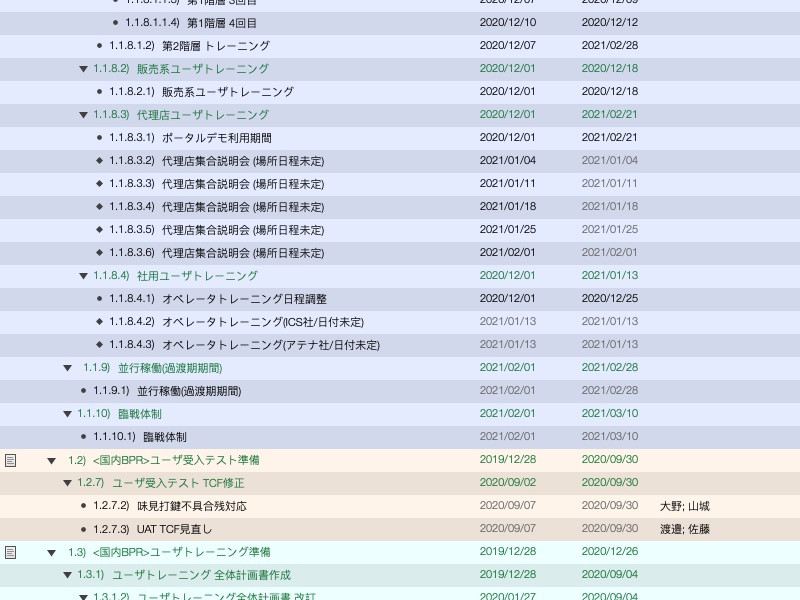 1.1.8.1.1.3) 第1階層 3回目 2020/12/07 2020/12/09
1.1.8.1.1.4) 第1階層 4回目 2020/12/10 2020/12/12
1.1.8.1.2) 第2階層 トレーニング 2020/12/07 2021/02/28
1.1.8.2) 販売系ユーザトレーニング 2020/12/01 2020/12/18
1.1.8.2.1) 販売系ユーザトレーニング 2020/12/01 2020/12/18
1.1.8.3) 代理店ユーザトレーニング 2020/12/01 2021/02/21
1.1.8.3.1) ポータルデモ利用期間 2020/12/01 2021/02/21
1.1.8.3.2) 代理店集合説明会 (場所日程未定) 2021/01/04 2021/01/04
1.1.8.3.3) 代理店集合説明会 (場所日程未定) 2021/01/11 2021/01/11
1.1.8.3.4) 代理店集合説明会 (場所日程未定) 2021/01/18 2021/01/18
1.1.8.3.5) 代理店集合説明会 (場所日程未定) 2021/01/25 2021/01/25
1.1.8.3.6) 代理店集合説明会 (場所日程未定) 2021/02/01 2021/02/01
1.1.8.4) 社用ユーザトレーニング 2020/12/01 2021/01/13
1.1.8.4.1) オペレータトレーニング日程調整 2020/12/01 2020/12/25
1.1.8.4.2) オペレータトレーニング(ICS社/日付未定) 2021/01/13 2021/01/13
1.1.8.4.3) オペレータトレーニング(アテナ社/日付未定) 2021/01/13 2021/01/13
1.1.9) 並行稼働(過渡期期間) 2021/02/01 2021/02/28
1.1.9.1) 並行稼働(過渡期期間) 2021/02/01 2021/02/28
1.1.10) 臨戦体制 2021/02/01 2021/03/10
1.1.10.1) 臨戦体制 2021/02/01 2021/03/10
1.2) <国内BPR>ユーザ受入テスト準備 2019/12/28 2020/09/30
1.2.7) ユーザ受入テスト TCF修正 2020/09/02 2020/09/30
1.2.7.2) 味見打鍵不具合残対応 2020/09/07 2020/09/30 大野; 山城
1.2.7.3) UAT TCF見直し 2020/09/07 2020/09/30 渡邉; 佐藤
1.3) <国内BPR>ユーザトレーニング準備 2019/12/28 2020/12/26
1.3.1) ユーザトレーニング 全体計画書作成 2019/12/28 2020/09/04
1.3.1.2) ユーザトレーニング全体計画書 改訂 2020/01/27 2020/09/04